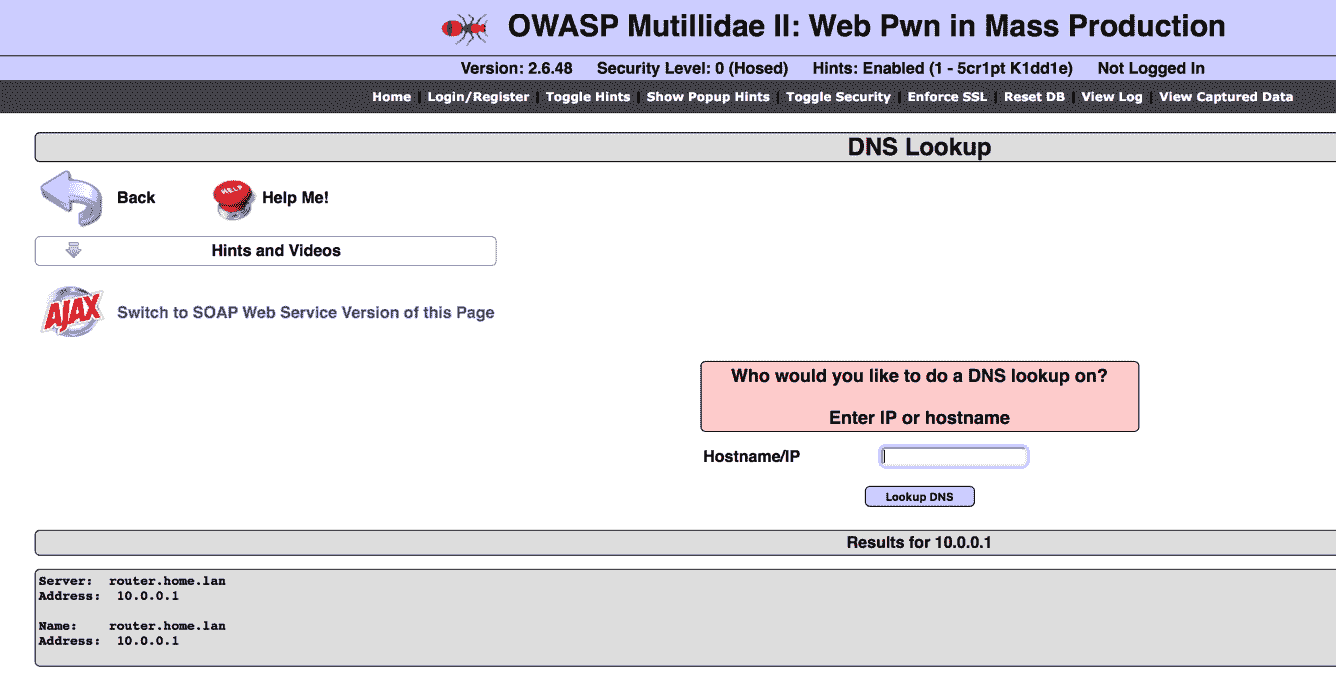 OWASP Mutillidae II: Web Pwn in Mass Production
Version: 2.6.48 Security Level: 0 (Hosed) Hints: Enabled (1 - 5cr1pt K1dd1e) Not Logged In
Home | Login/Register | Toggle Hints | Show Popup Hints | Toggle Security | Enforce SSL | Reset DB | View Log | View Captured Data
DNS Lookup
Back HELP Help Me!
Hints and Videos
AJAX Switch to SOAP Web Service Version of this Page
Who would you like to do a DNS lookup on?
Enter IP or hostname
Hostname/IP
Lookup DNS
Results for 10.0.0.1
Server: router.home.lan
Address: 10.0.0.1
Name: router.home.lan
Address: 10.0.0.1